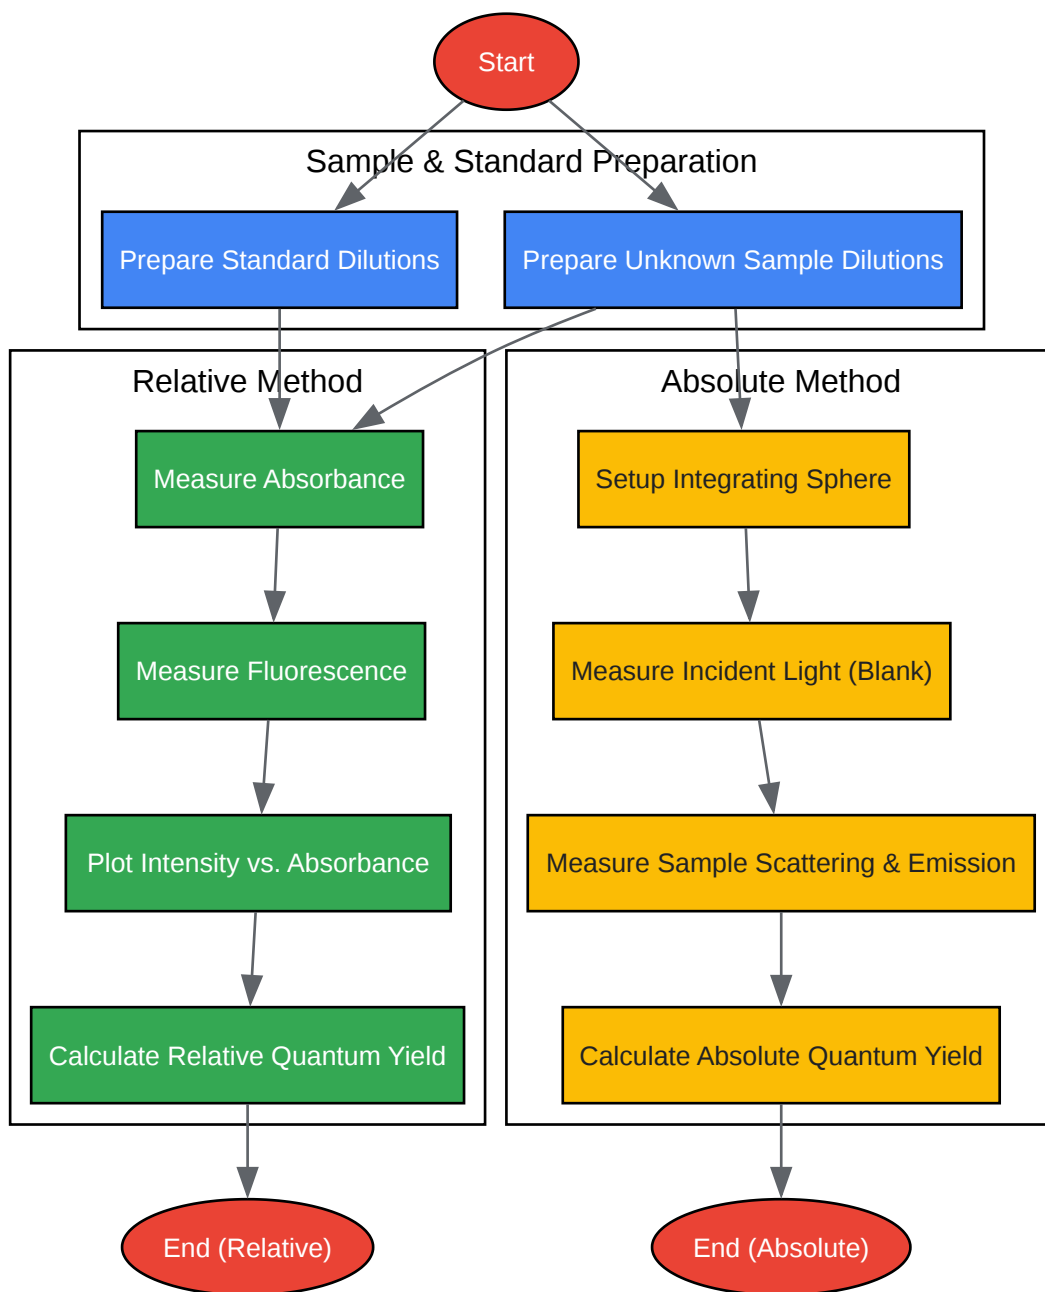 Start
Sample & Standard Preparation
Prepare Standard Dilutions
Prepare Unknown Sample Dilutions
Relative Method
Measure Absorbance
Measure Fluorescence
Plot Intensity vs. Absorbance
Calculate Relative Quantum Yield
End (Relative)
Absolute Method
Setup Integrating Sphere
Measure Incident Light (Blank)
Measure Sample Scattering & Emission
Calculate Absolute Quantum Yield
End (Absolute)